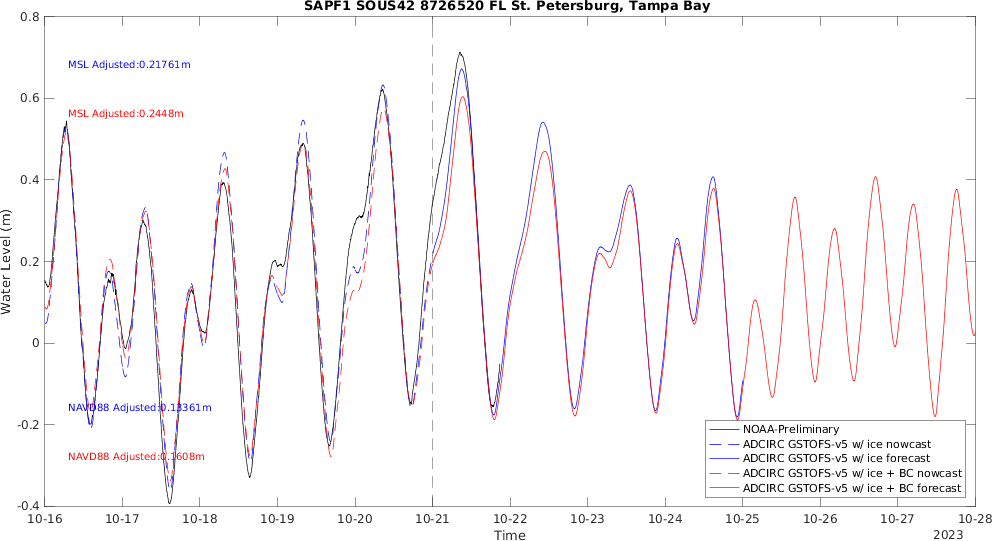 SAPF1 SOUS42 8726520 FL St. Petersburg, Tampa Bay
0.8
0.6
0.4
0.2
0
-0.2
-0.4
Water Level (m)
MSL Adjusted:0.21761m
MSL Adjusted:0.2448m
NAVD88 Adjusted:0.13361m
NAVD88 Adjusted:0.1608m
NOAA-Preliminary
ADCIRC GSTOFS-v5 w/ ice nowcast
ADCIRC GSTOFS-v5 w/ ice forecast
ADCIRC GSTOFS-v5 w/ ice + BC nowcast
ADCIRC GSTOFS-v5 w/ ice + BC forecast
10-16 10-17 10-18 10-19 10-20 10-21 10-22 10-23 10-24 10-25 10-26 10-27 10-28
Time
2023